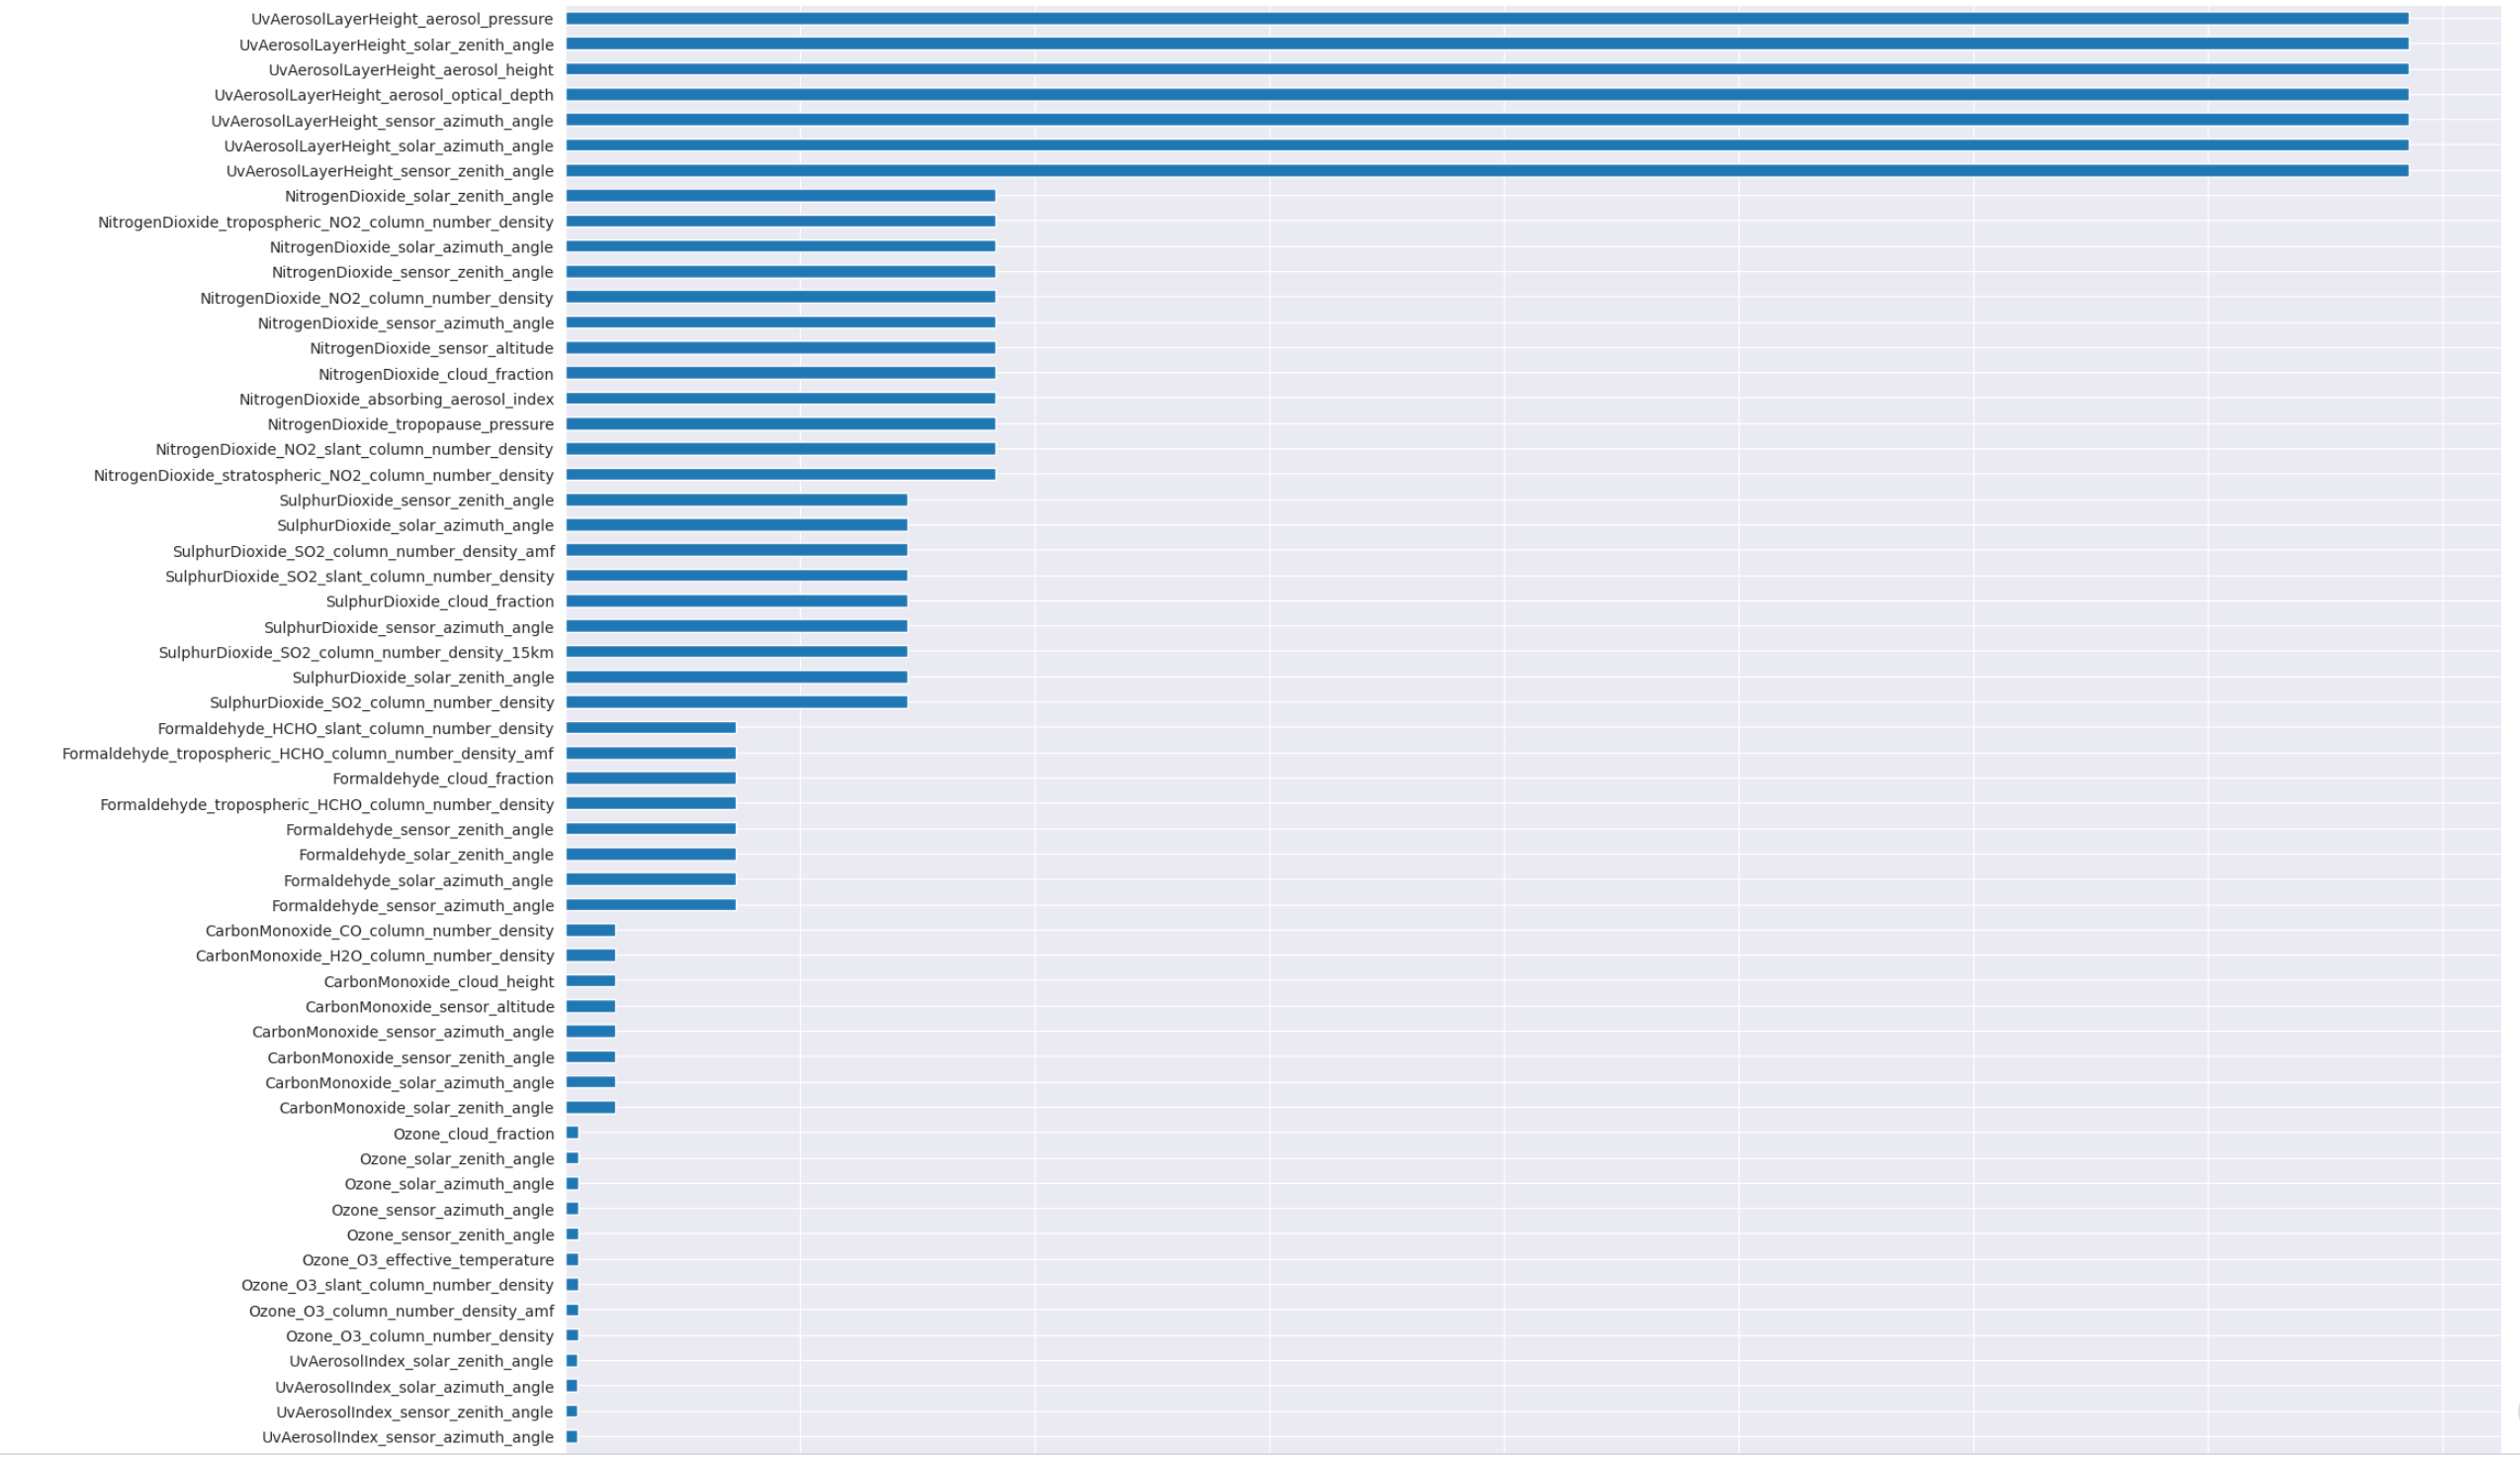 UvAerosolLayerHeight_aerosol_pressure
UvAerosolLayerHeight_solar_zenith_angle
UvAerosolLayerHeight_aerosol_height
UvAerosolLayerHeight_aerosol_optical_depth
UvAerosolLayerHeight_sensor_azimuth_angle
UvAerosolLayerHeight_solar_azimuth_angle
UvAerosolLayerHeight_sensor_zenith_angle
NitrogenDioxide_solar_zenith_angle
NitrogenDioxide_tropospheric_NO2_column_number_density
NitrogenDioxide_solar_azimuth_angle
NitrogenDioxide_sensor_zenith_angle
NitrogenDioxide_NO2_column_number_density
NitrogenDioxide_sensor_azimuth_angle
NitrogenDioxide_sensor_altitude
NitrogenDioxide_cloud_fraction
NitrogenDioxide_absorbing_aerosol_index
NitrogenDioxide_tropopause_pressure
NitrogenDioxide_NO2_slant_column_number_density
NitrogenDioxide_stratospheric_NO2_column_number_density
SulphurDioxide_sensor_zenith_angle
SulphurDioxide_solar_azimuth_angle
SulphurDioxide_SO2_column_number_density_amf
SulphurDioxide_SO2_slant_column_number_density
SulphurDioxide_cloud_fraction
SulphurDioxide_sensor_azimuth_angle
SulphurDioxide_SO2_column_number_density_15km
SulphurDioxide_solar_zenith_angle
SulphurDioxide_SO2_column_number_density
Formaldehyde_HCHO_slant_column_number_density
Formaldehyde_tropospheric_HCHO_column_number_density_amf
Formaldehyde_cloud_fraction
Formaldehyde_tropospheric_HCHO_column_number_density
Formaldehyde_sensor_zenith_angle
Formaldehyde_solar_zenith_angle
Formaldehyde_solar_azimuth_angle
Formaldehyde_sensor_azimuth_angle
CarbonMonoxide_CO_column_number_density
CarbonMonoxide_H2O_column_number_density
CarbonMonoxide_cloud_height
CarbonMonoxide_sensor_altitude
CarbonMonoxide_sensor_azimuth_angle
CarbonMonoxide_sensor_zenith_angle
CarbonMonoxide_solar_azimuth_angle
CarbonMonoxide_solar_zenith_angle
Ozone_cloud_fraction
Ozone_solar_zenith_angle
Ozone_solar_azimuth_angle
Ozone_sensor_azimuth_angle
Ozone_sensor_zenith_angle
Ozone_O3_effective_temperature
Ozone_O3_slant_column_number_density
Ozone_O3_column_number_density_amf
Ozone_O3_column_number_density
UvAerosolIndex_solar_zenith_angle
UvAerosolIndex_solar_azimuth_angle
UvAerosolIndex_sensor_zenith_angle
UvAerosolIndex_sensor_azimuth_angle